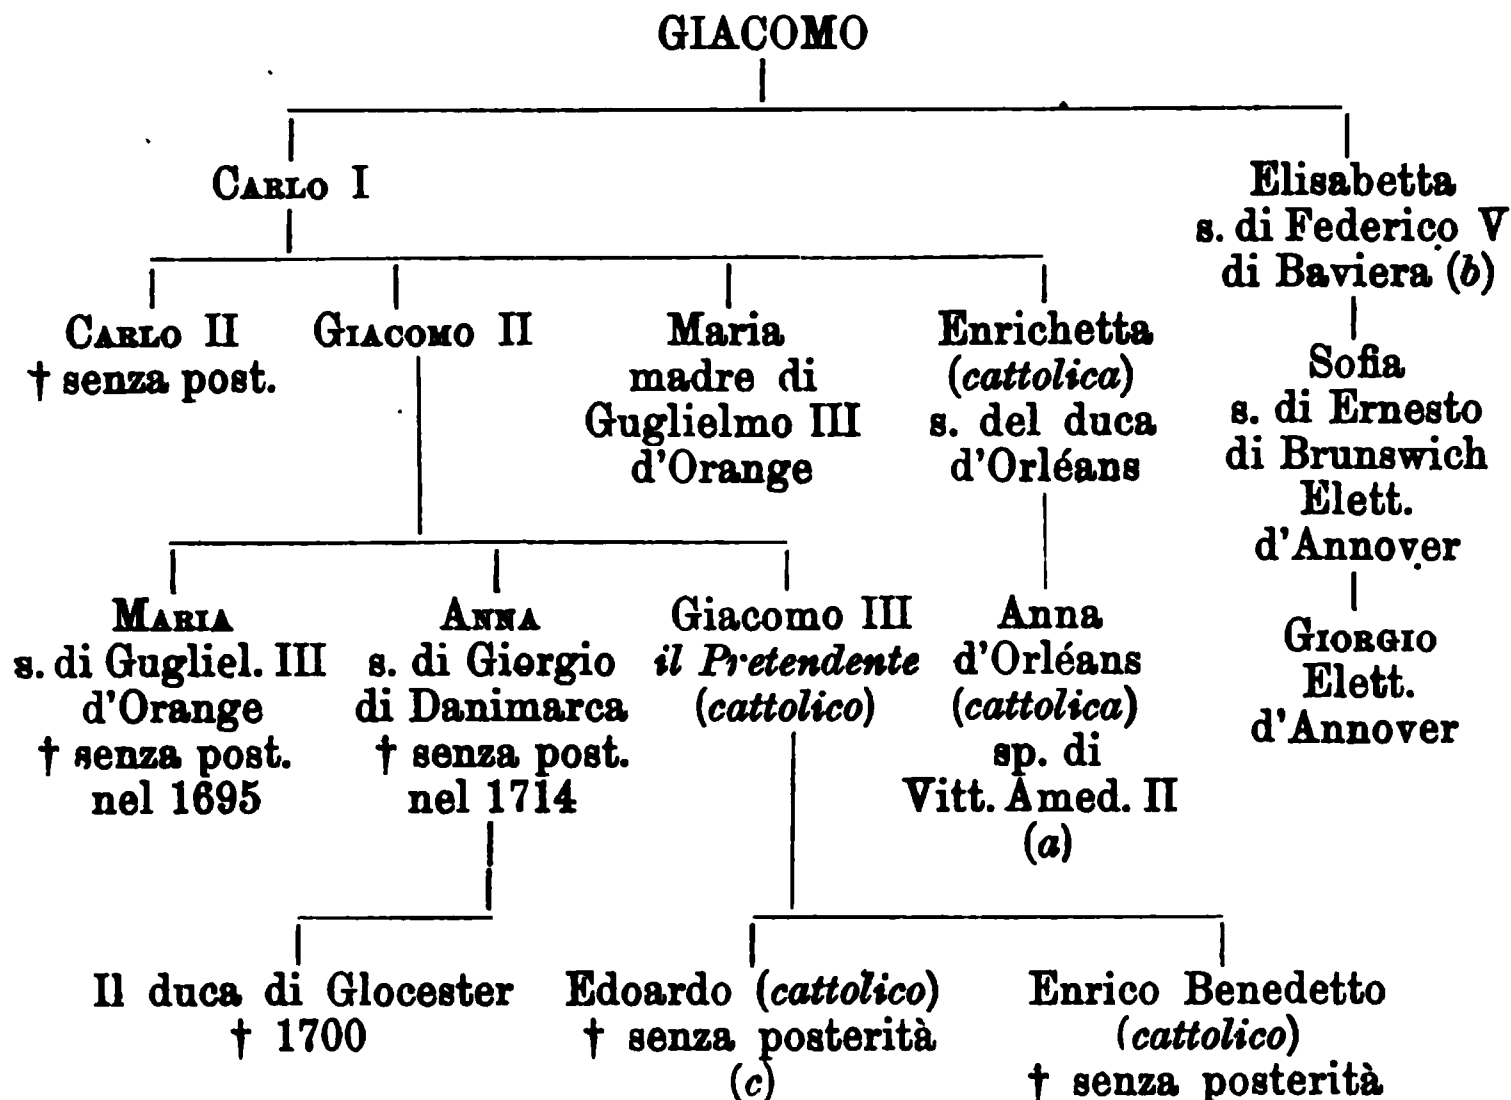 GIACOMO
CARLO I
Elisabetta
s. di Federico V
di Baviera (b)
CARLO II
† senza post.
GIACOMO II
Maria
madre di
Guglielmo III
d'Orange
Enrichetta
(cattolica)
s. del duca
d'Orléans
Sofia
s. di Ernesto
di Brunswich
Elett.
d'Annover
MARIA
s. di Gugliel. III
d'Orange
† senza post.
nel 1695
ANNA
s. di Giorgio
di Danimarca
† senza post.
nel 1714
Giacomo III
il Pretendente
(cattolico)
Anna
d'Orléans
(cattolica)
sp. di
Vitt. Amed. II
(a)
GIORGIO
Elett.
d'Annover
Il duca di Glocester
† 1700
Edoardo (cattolico)
† senza posterità
(c)
Enrico Benedetto
(cattolico)
† senza posterità